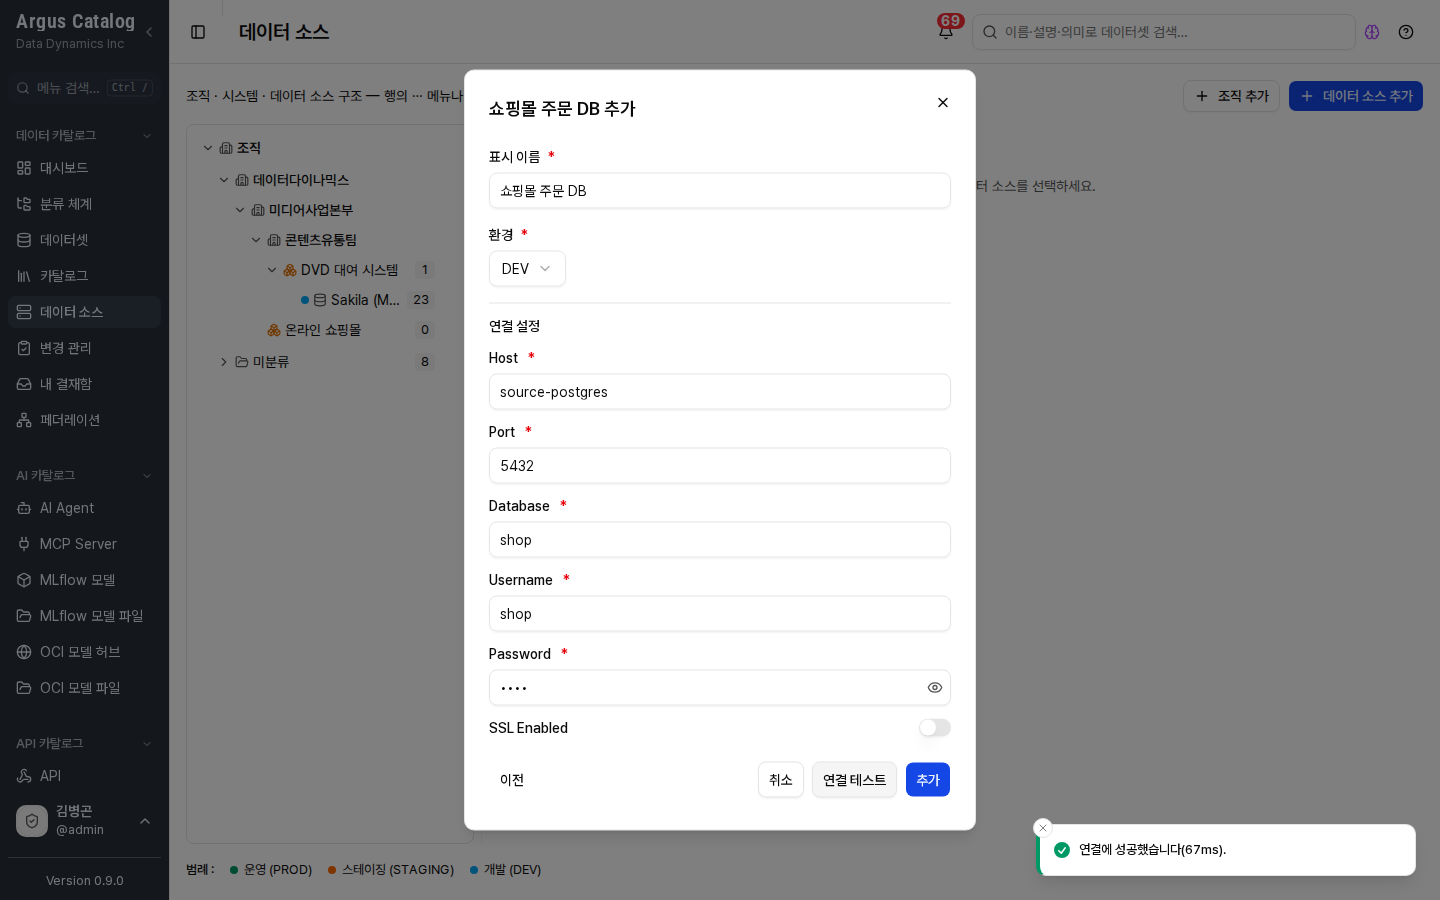 Argus Catalog
Data Dynamics Inc
메뉴 검색... Ctrl /
데이터 카탈로그
대시보드
분류 체계
데이터셋
카탈로그
데이터 소스
변경 관리
내 결재함
페더레이션
AI 카탈로그
AI Agent
MCP Server
MLflow 모델
MLflow 모델 파일
OCI 모델 허브
OCI 모델 파일
API 카탈로그
API
김병곤
@admin
Version 0.9.0
데이터 소스
69
이름·설명·의미로 데이터셋 검색...
조직 · 시스템 · 데이터 소스 구조 — 행의 ··· 메뉴나
조직 추가
데이터 소스 추가
조직
데이터다이나믹스
미디어사업본부
콘텐츠유통팀
DVD 대여 시스템 1
Sakila (M... 23
온라인 쇼핑몰 0
미분류 8
터 소스를 선택하세요.
범례 : 운영 (PROD) 스테이징 (STAGING) 개발 (DEV)
쇼핑몰 주문 DB 추가
표시 이름 *
쇼핑몰 주문 DB
환경 *
DEV
연결 설정
Host *
source-postgres
Port *
5432
Database *
shop
Username *
shop
Password *
••••
SSL Enabled
이전 취소 연결 테스트 추가
연결에 성공했습니다(67ms).